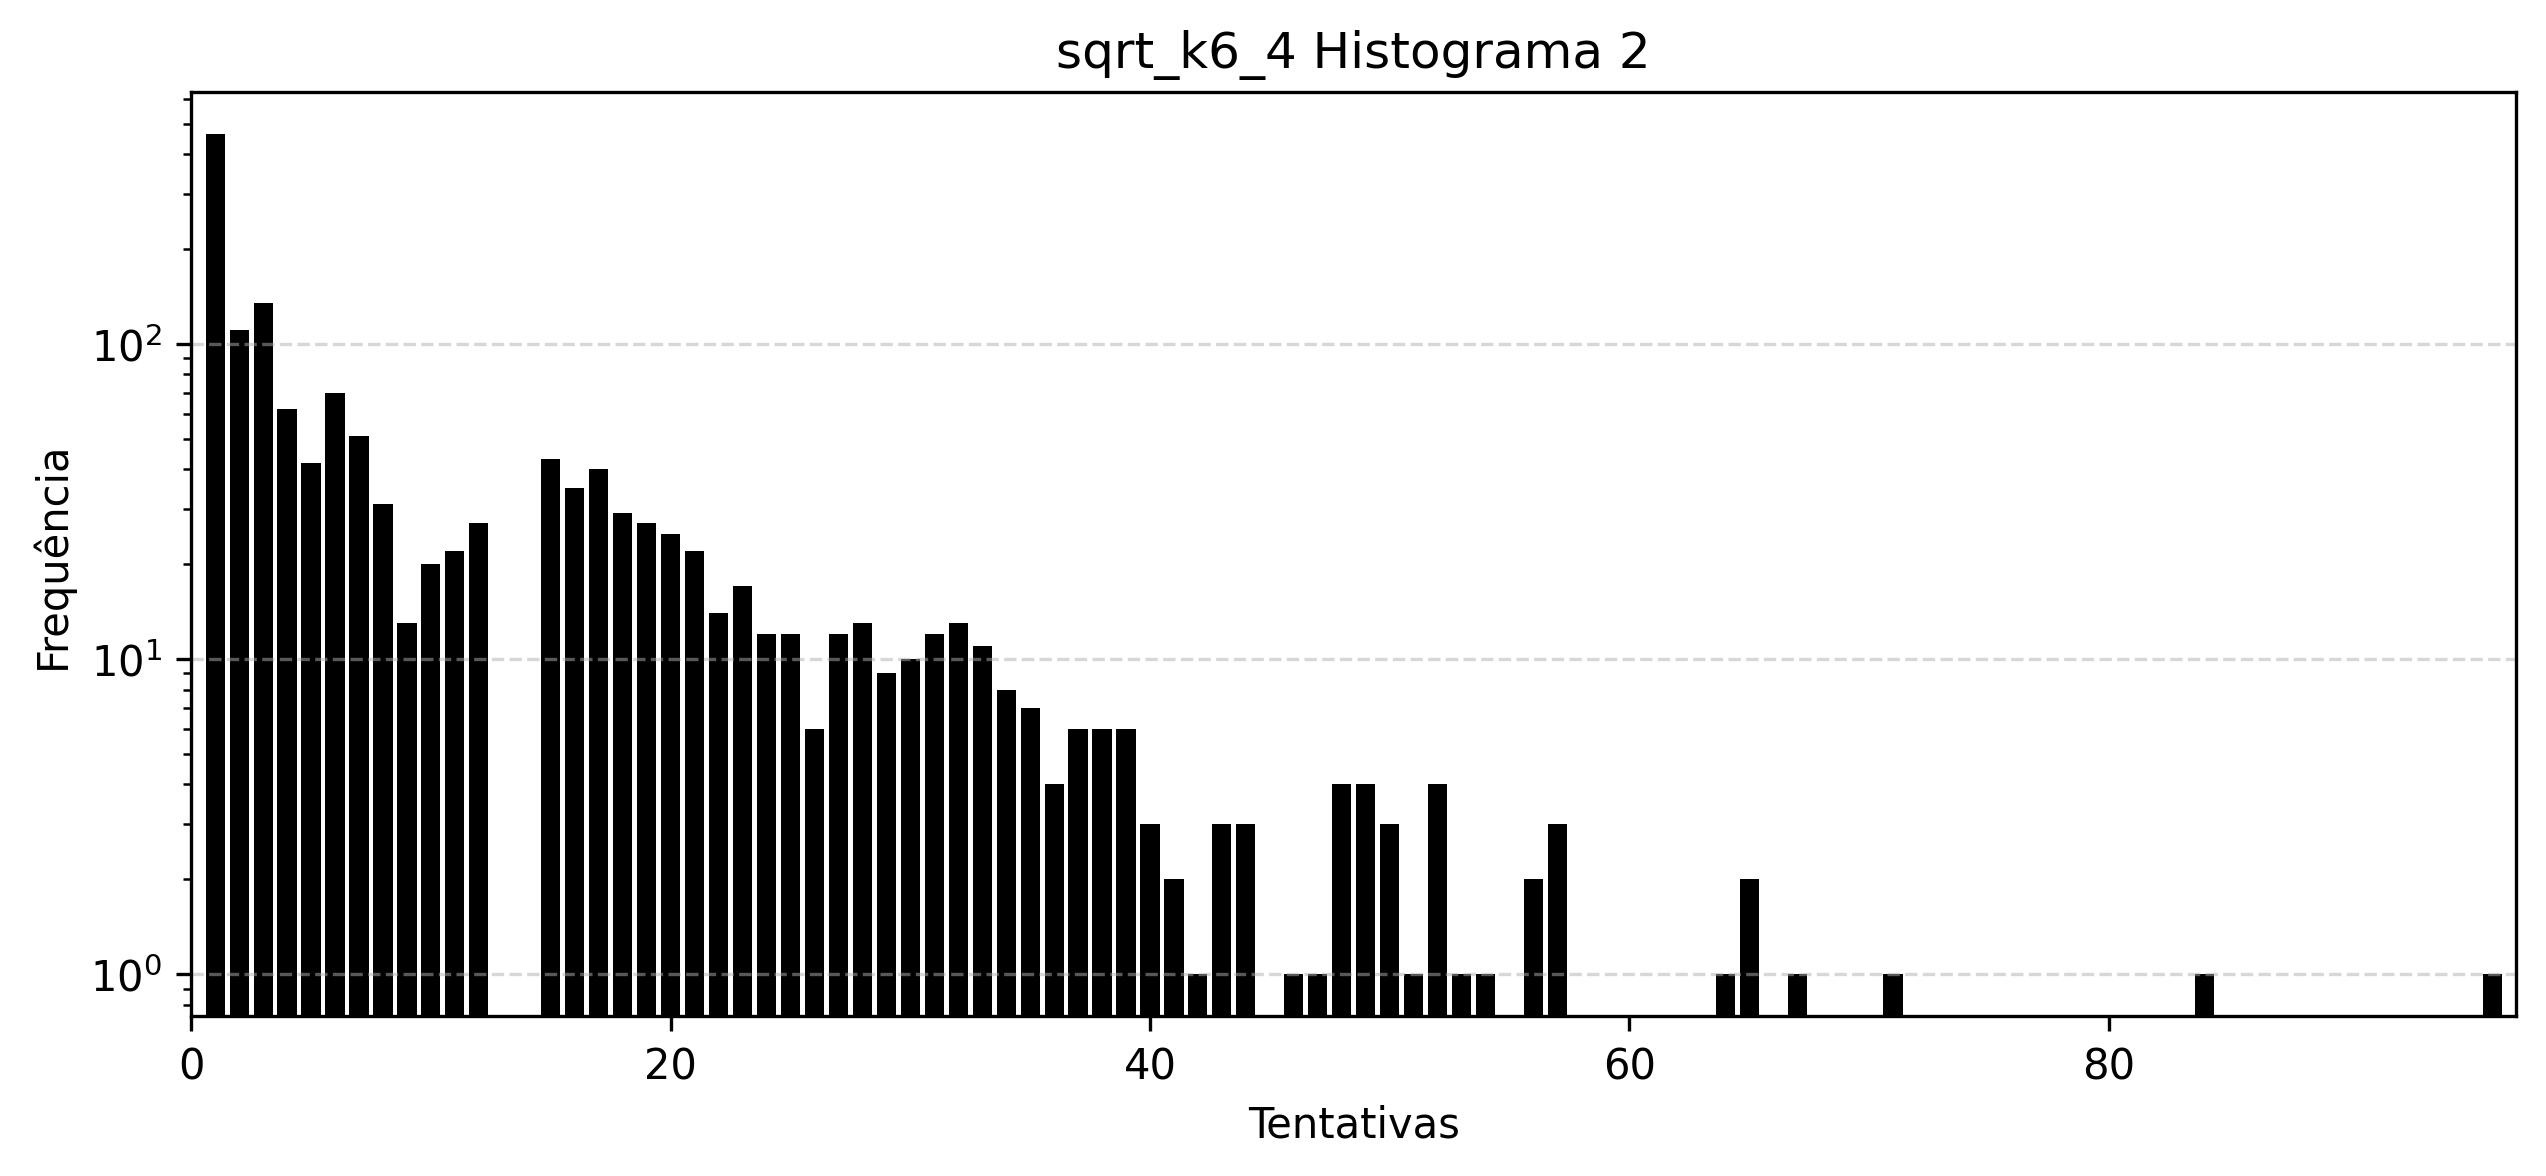 sqrt_k6_4 Histograma 2
Frequência
10²
10¹
10⁰
0 20 40 60 80
Tentativas